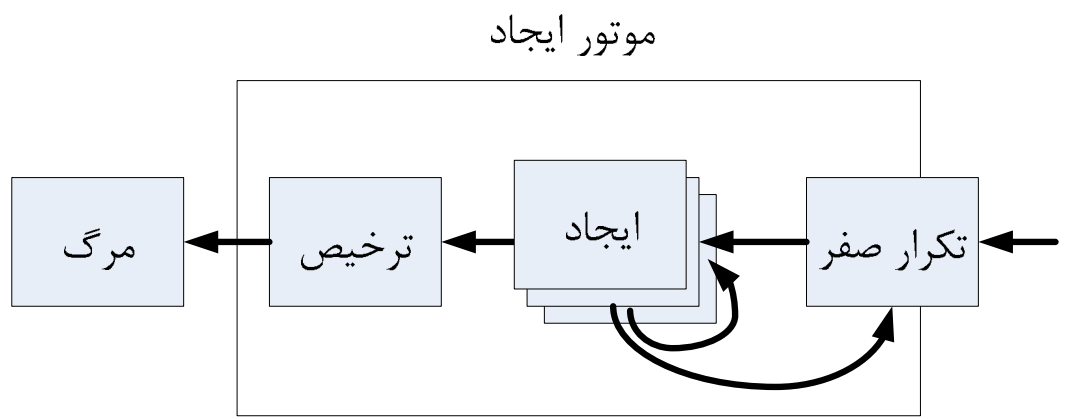 موتور ایجاد
تکرار صفر
ایجاد
ترخیص
مرگ